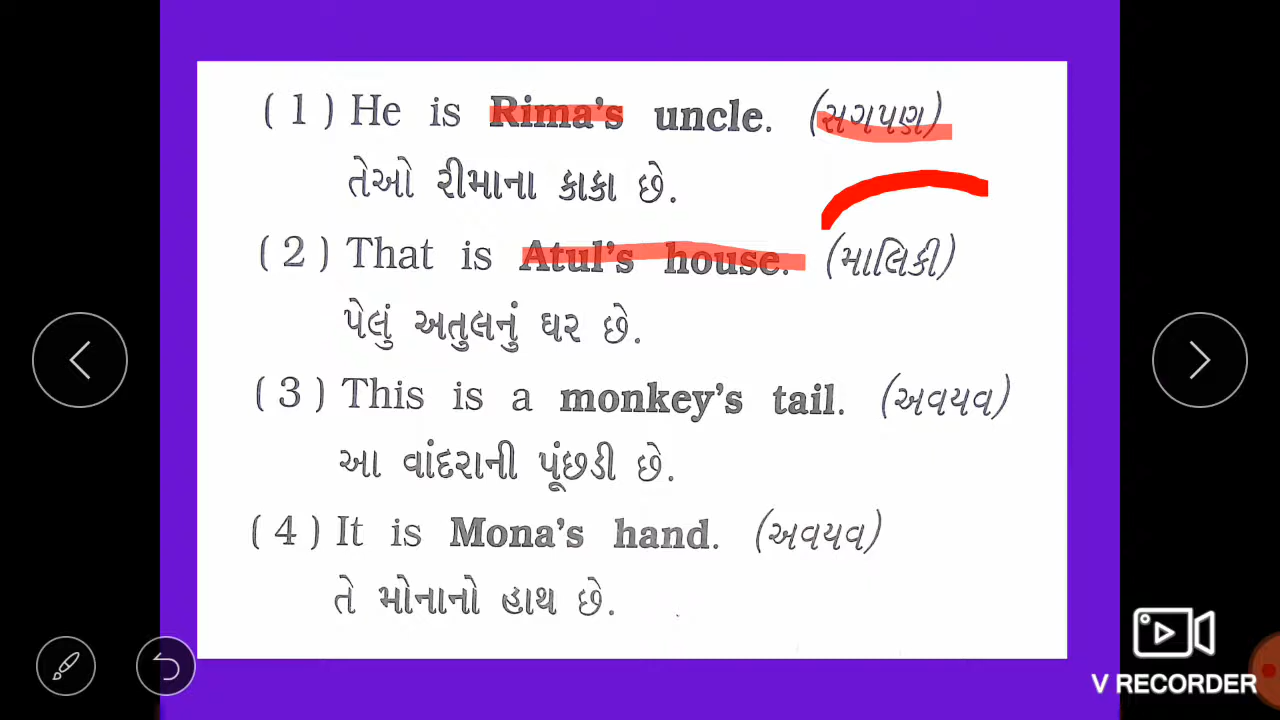 ( 1 ) He is Rima's uncle. (સગપણ)
તેઓ રીમાના કાકા છે.
( 2 ) That is Atul's house. (માલિકી)
પેલું અતુલનું ઘર છે.
( 3 ) This is a monkey's tail. (અવયવ)
આ વાંદરાની પૂંછડી છે.
( 4 ) It is Mona's hand. (અવયવ)
તે મોનાનો હાથ છે.
V RECORDER